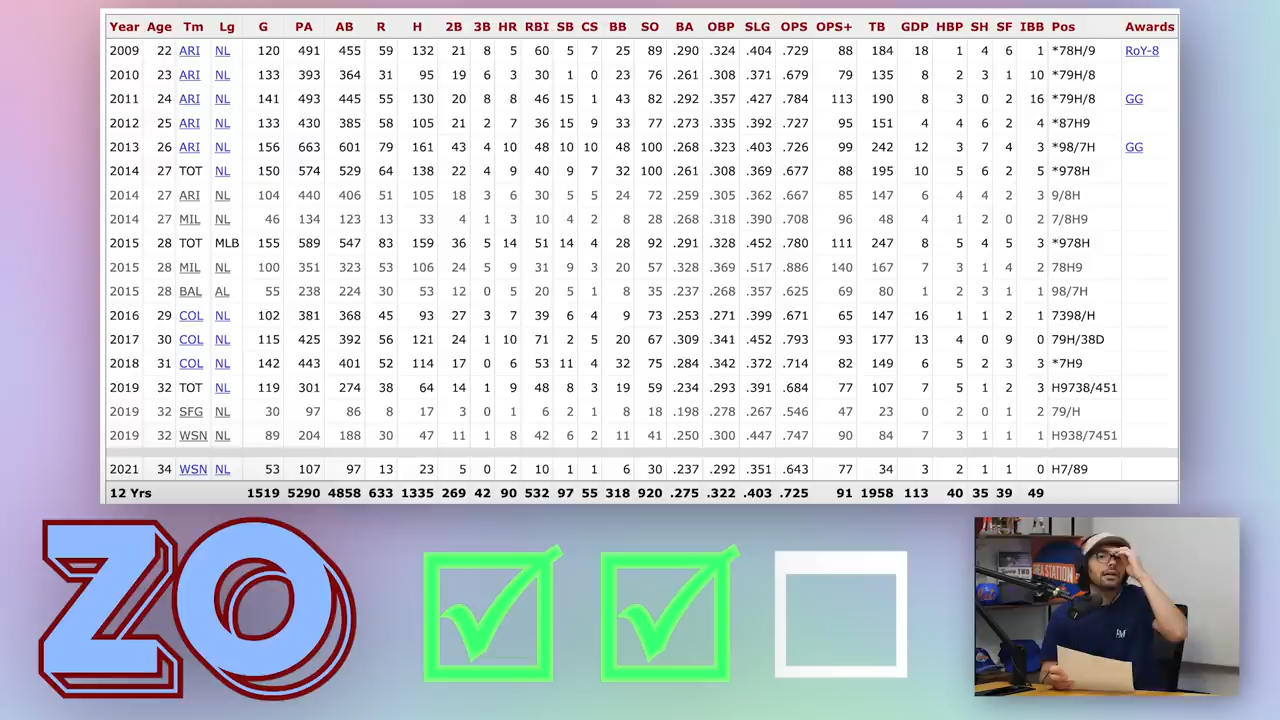 Year Age Tm Lg G PA AB R H 2B 3B HR RBI SB CS BB SO BA OBP SLG OPS OPS+ TB GDP HBP SH SF IBB Pos Awards
2009 22 ARI NL 120 491 455 59 132 21 8 5 60 5 7 25 89 .290 .324 .404 .729 88 184 18 1 4 6 1 *78H/9 RoY-8
2010 23 ARI NL 133 393 364 31 95 19 6 3 30 1 0 23 76 .261 .308 .371 .679 79 135 8 2 3 1 10 *79H/8
2011 24 ARI NL 141 493 445 55 130 20 8 8 46 15 1 43 82 .292 .357 .427 .784 113 190 8 3 0 2 16 *79H/8 GG
2012 25 ARI NL 133 430 385 58 105 21 2 7 36 15 9 33 77 .273 .335 .392 .727 95 151 4 4 6 2 4 *87H9
2013 26 ARI NL 156 663 601 79 161 43 4 10 48 10 10 48 100 .268 .323 .403 .726 99 242 12 3 7 4 3 *98/7H GG
2014 27 TOT NL 150 574 529 64 138 22 4 9 40 9 7 32 100 .261 .308 .369 .677 88 195 10 5 6 2 5 *978H
2014 27 ARI NL 104 440 406 51 105 18 3 6 30 5 5 24 72 .259 .305 .362 .667 85 147 6 4 4 2 3 9/8H
2014 27 MIL NL 46 134 123 13 33 4 1 3 10 4 2 8 28 .268 .318 .390 .708 96 48 4 1 2 0 2 7/8H9
2015 28 TOT MLB 155 589 547 83 159 36 5 14 51 14 4 28 92 .291 .328 .452 .780 111 247 8 5 4 5 3 *978H
2015 28 MIL NL 100 351 323 53 106 24 5 9 31 9 3 20 57 .328 .369 .517 .886 140 167 7 3 1 4 2 78H9
2015 28 BAL AL 55 238 224 30 53 12 0 5 20 5 1 8 35 .237 .268 .357 .625 69 80 1 2 3 1 1 98/7H
2016 29 COL NL 102 381 368 45 93 27 3 7 39 6 4 9 73 .253 .271 .399 .671 65 147 16 1 1 2 1 7398/H
2017 30 COL NL 115 425 392 56 121 24 1 10 71 2 5 20 67 .309 .341 .452 .793 93 177 13 4 0 9 0 79H/38D
2018 31 COL NL 142 443 401 52 114 17 0 6 53 11 4 32 75 .284 .342 .372 .714 82 149 6 5 2 3 3 *7H9
2019 32 TOT NL 119 301 274 38 64 14 1 9 48 8 3 19 59 .234 .293 .391 .684 77 107 7 5 1 2 3 H9738/451
2019 32 SFG NL 30 97 86 8 17 3 0 1 6 2 1 8 18 .198 .278 .267 .546 47 23 0 2 0 1 2 79/H
2019 32 WSN NL 89 204 188 30 47 11 1 8 42 6 2 11 41 .250 .300 .447 .747 90 84 7 3 1 1 1 H938/7451
2021 34 WSN NL 53 107 97 13 23 5 0 2 10 1 1 6 30 .237 .292 .351 .643 77 34 3 2 1 1 0 H7/89
12 Yrs 1519 5290 4858 633 1335 269 42 90 532 97 55 318 920 .275 .322 .403 .725 91 1958 113 40 35 39 49
ZO